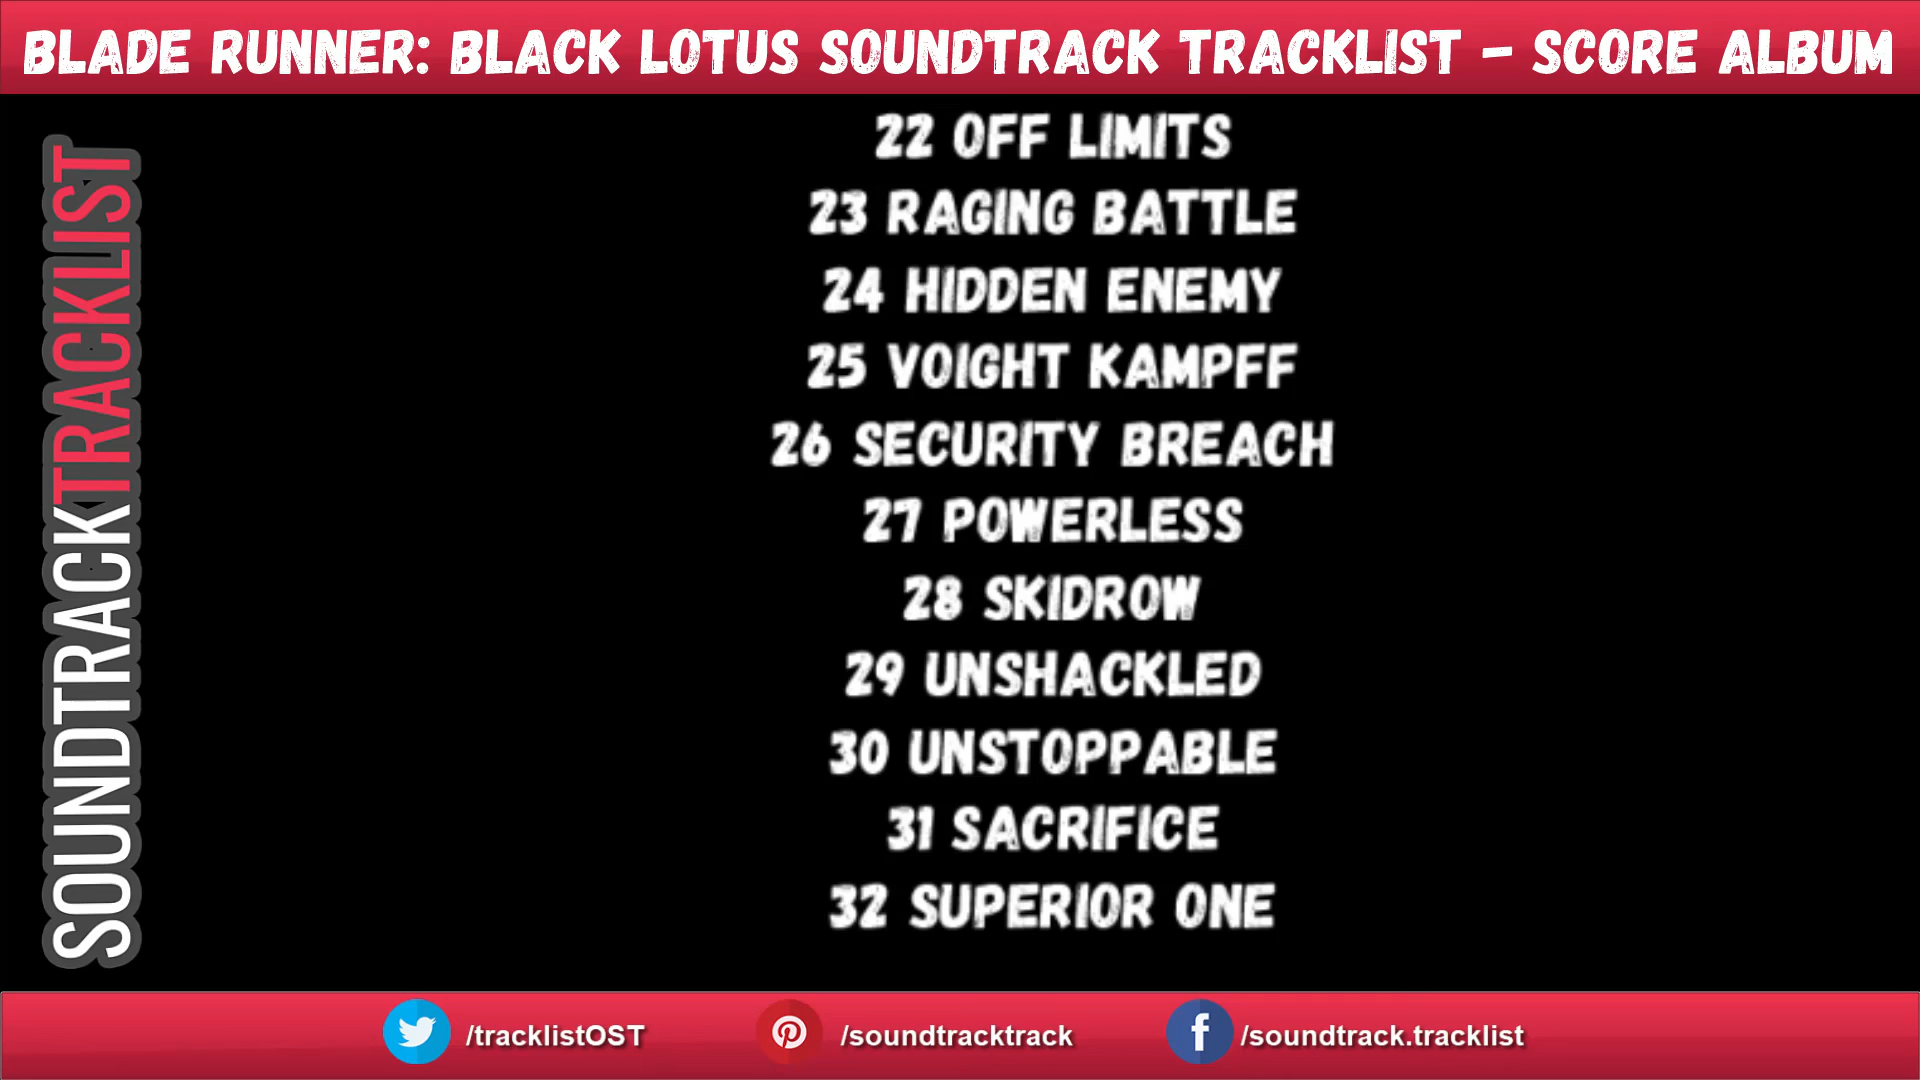 BLADE RUNNER: BLACK LOTUS SOUNDTRACK TRACKLIST - SCORE ALBUM
SOUNDTRACKTRACKLIST
22 OFF LIMITS
23 RAGING BATTLE
24 HIDDEN ENEMY
25 VOIGHT KAMPFF
26 SECURITY BREACH
27 POWERLESS
28 SKIDROW
29 UNSHACKLED
30 UNSTOPPABLE
31 SACRIFICE
32 SUPERIOR ONE
/tracklistOST /soundtracktrack /soundtrack.tracklist